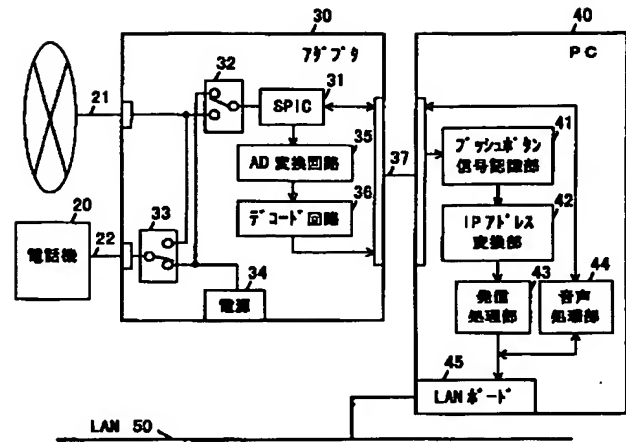 30
アダプタ
40
PC
32
31
SPIC
21
35
AD変換回路
37
36
デコード回路
41
プッシュボタン
信号認識部
42
IPアドレス
変換部
20
電話機
22
33
34
電源
43
発信
処理部
44
音声
処理部
45
LANボード
LAN 50